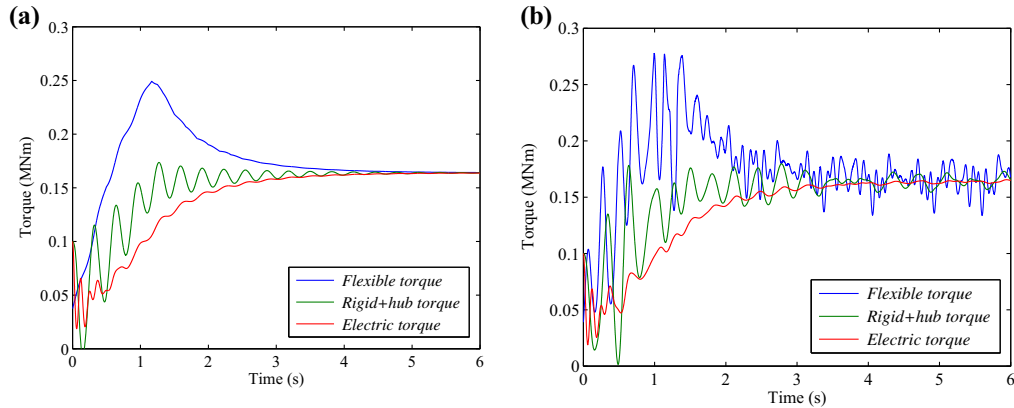 (a)
0.3
0.25
0.2
0.15
0.1
0.05
0
Torque (MNm)
0 1 2 3 4 5 6
Time (s)
Flexible torque
Rigid+hub torque
Electric torque
(b)
0.3
0.25
0.2
0.15
0.1
0.05
0
Torque (MNm)
0 1 2 3 4 5 6
Time (s)
Flexible torque
Rigid+hub torque
Electric torque